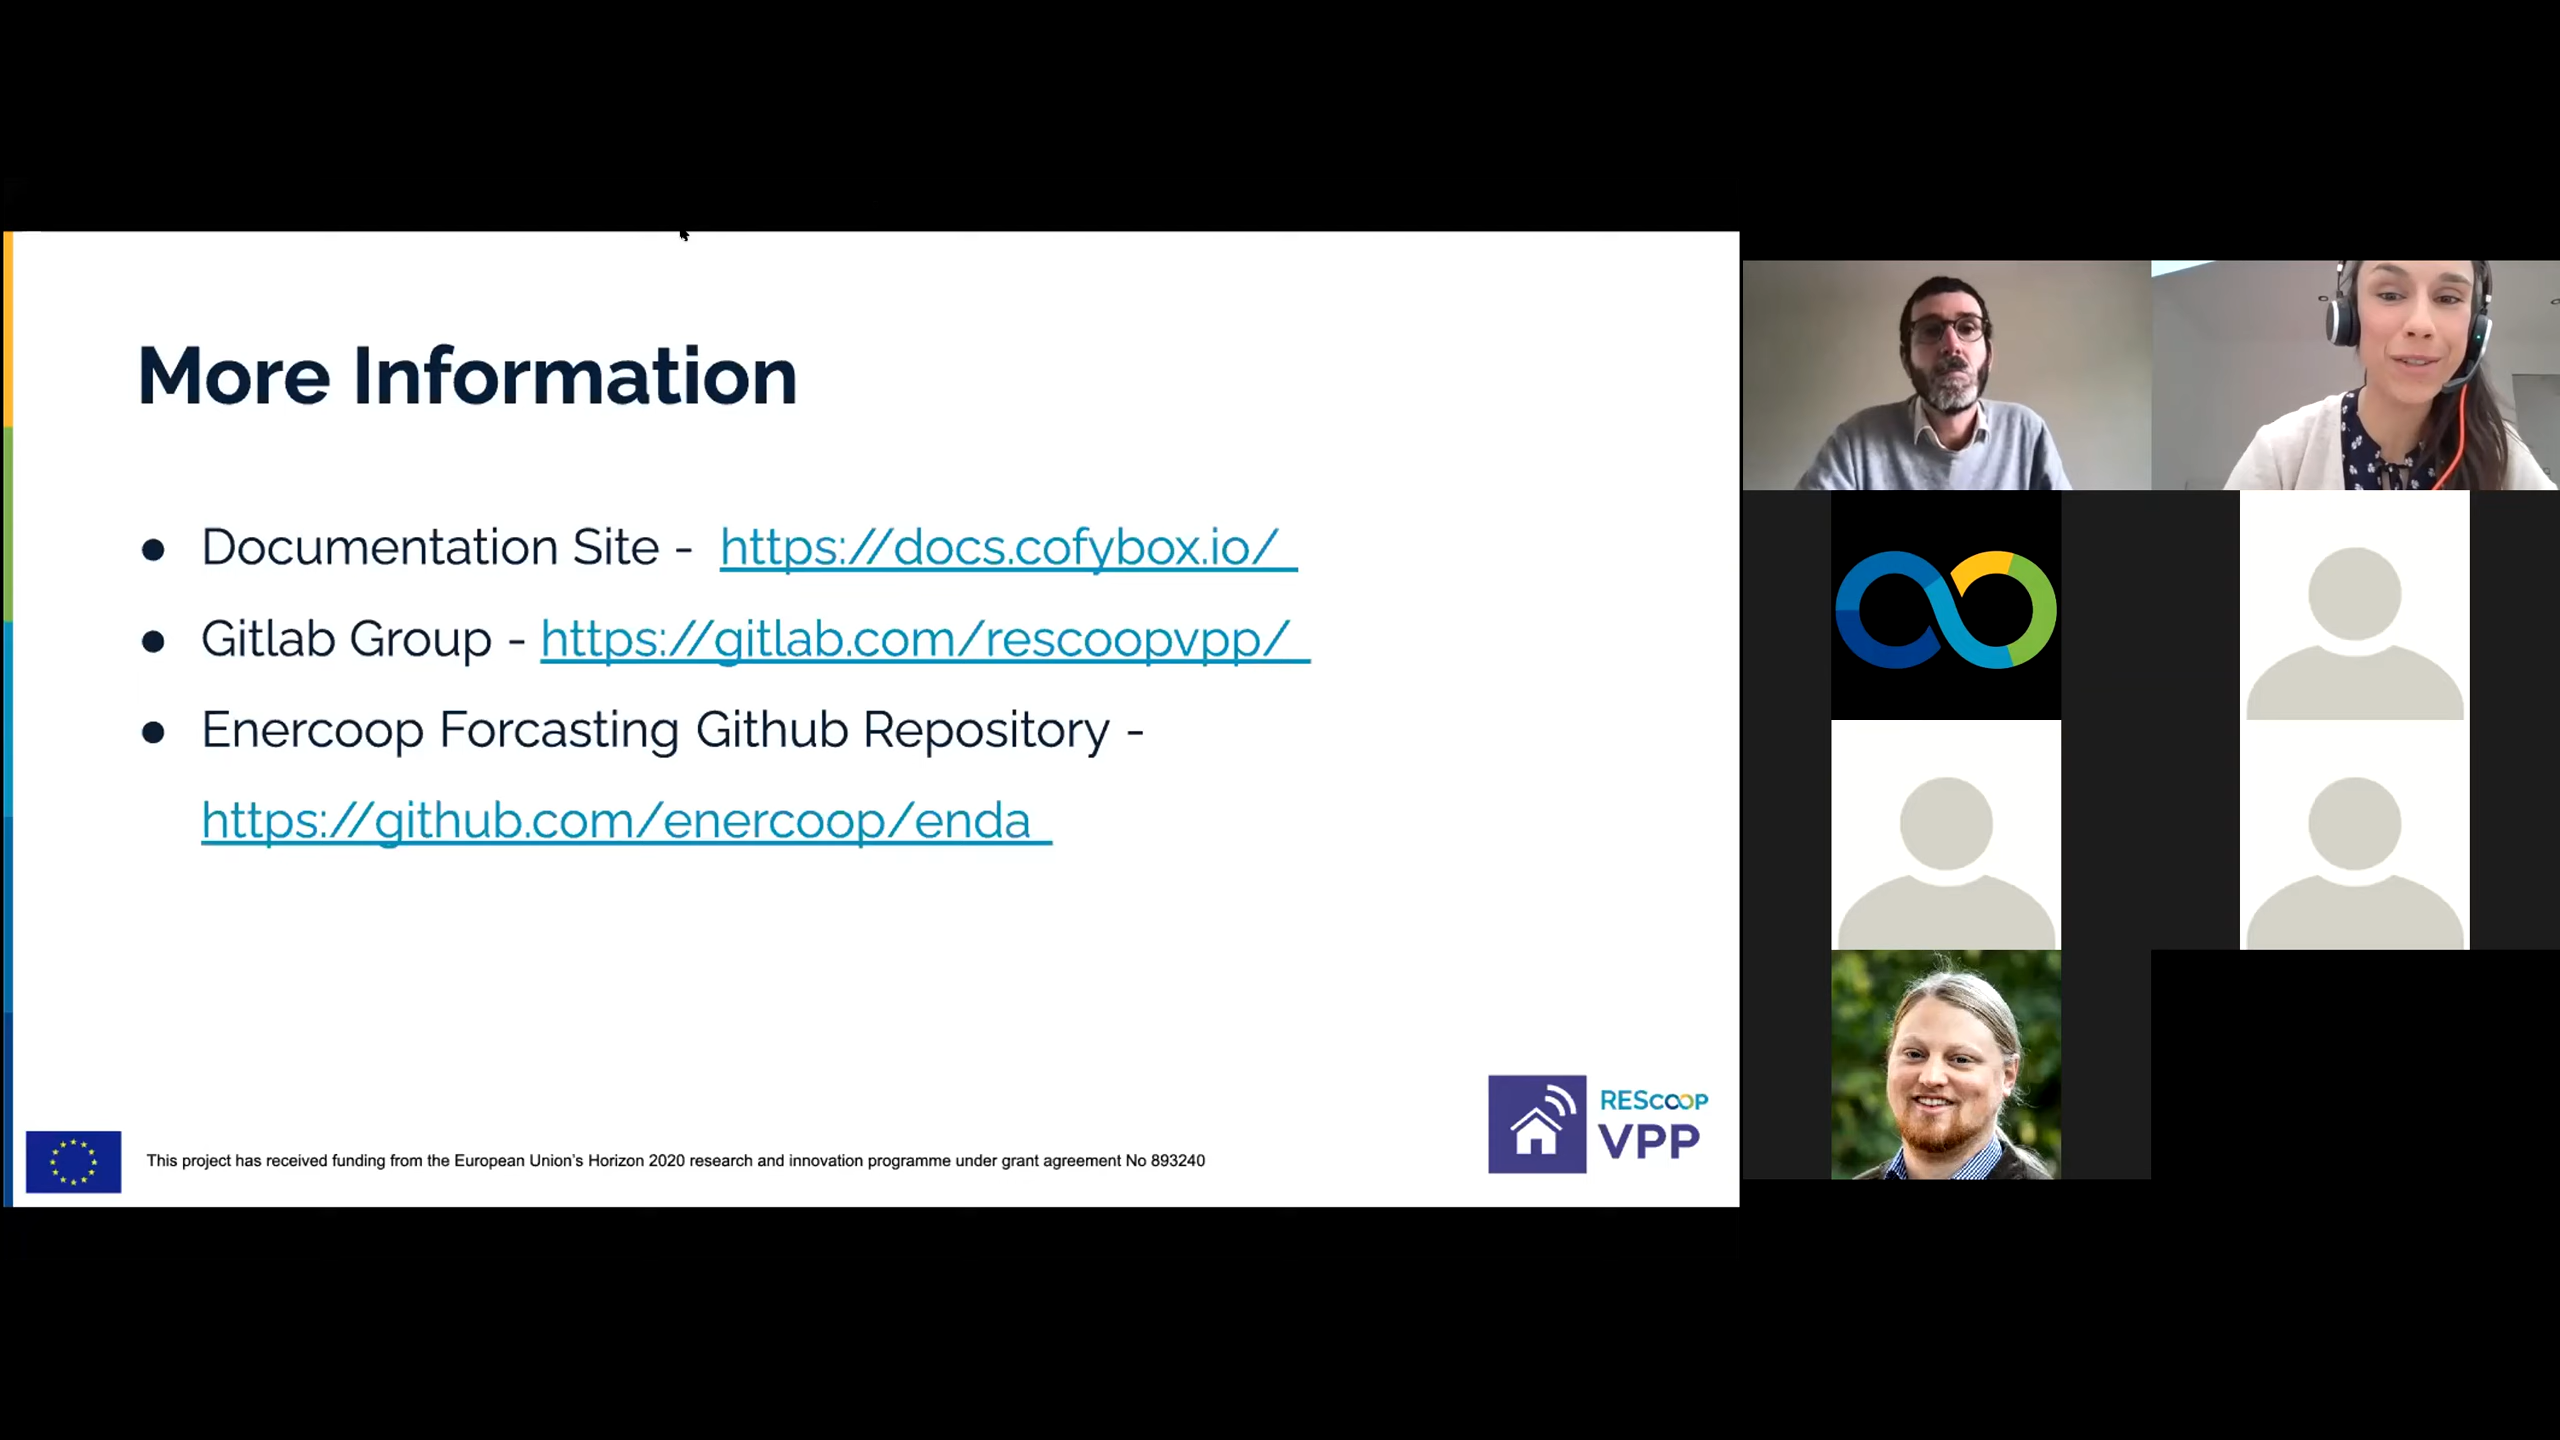 More Information
● Documentation Site - https://docs.cofybox.io/
● Gitlab Group - https://gitlab.com/rescoopvpp/
● Enercoop Forcasting Github Repository -
https://github.com/enercoop/enda
This project has received funding from the European Union's Horizon 2020 research and innovation programme under grant agreement No 893240
REScoop
VPP